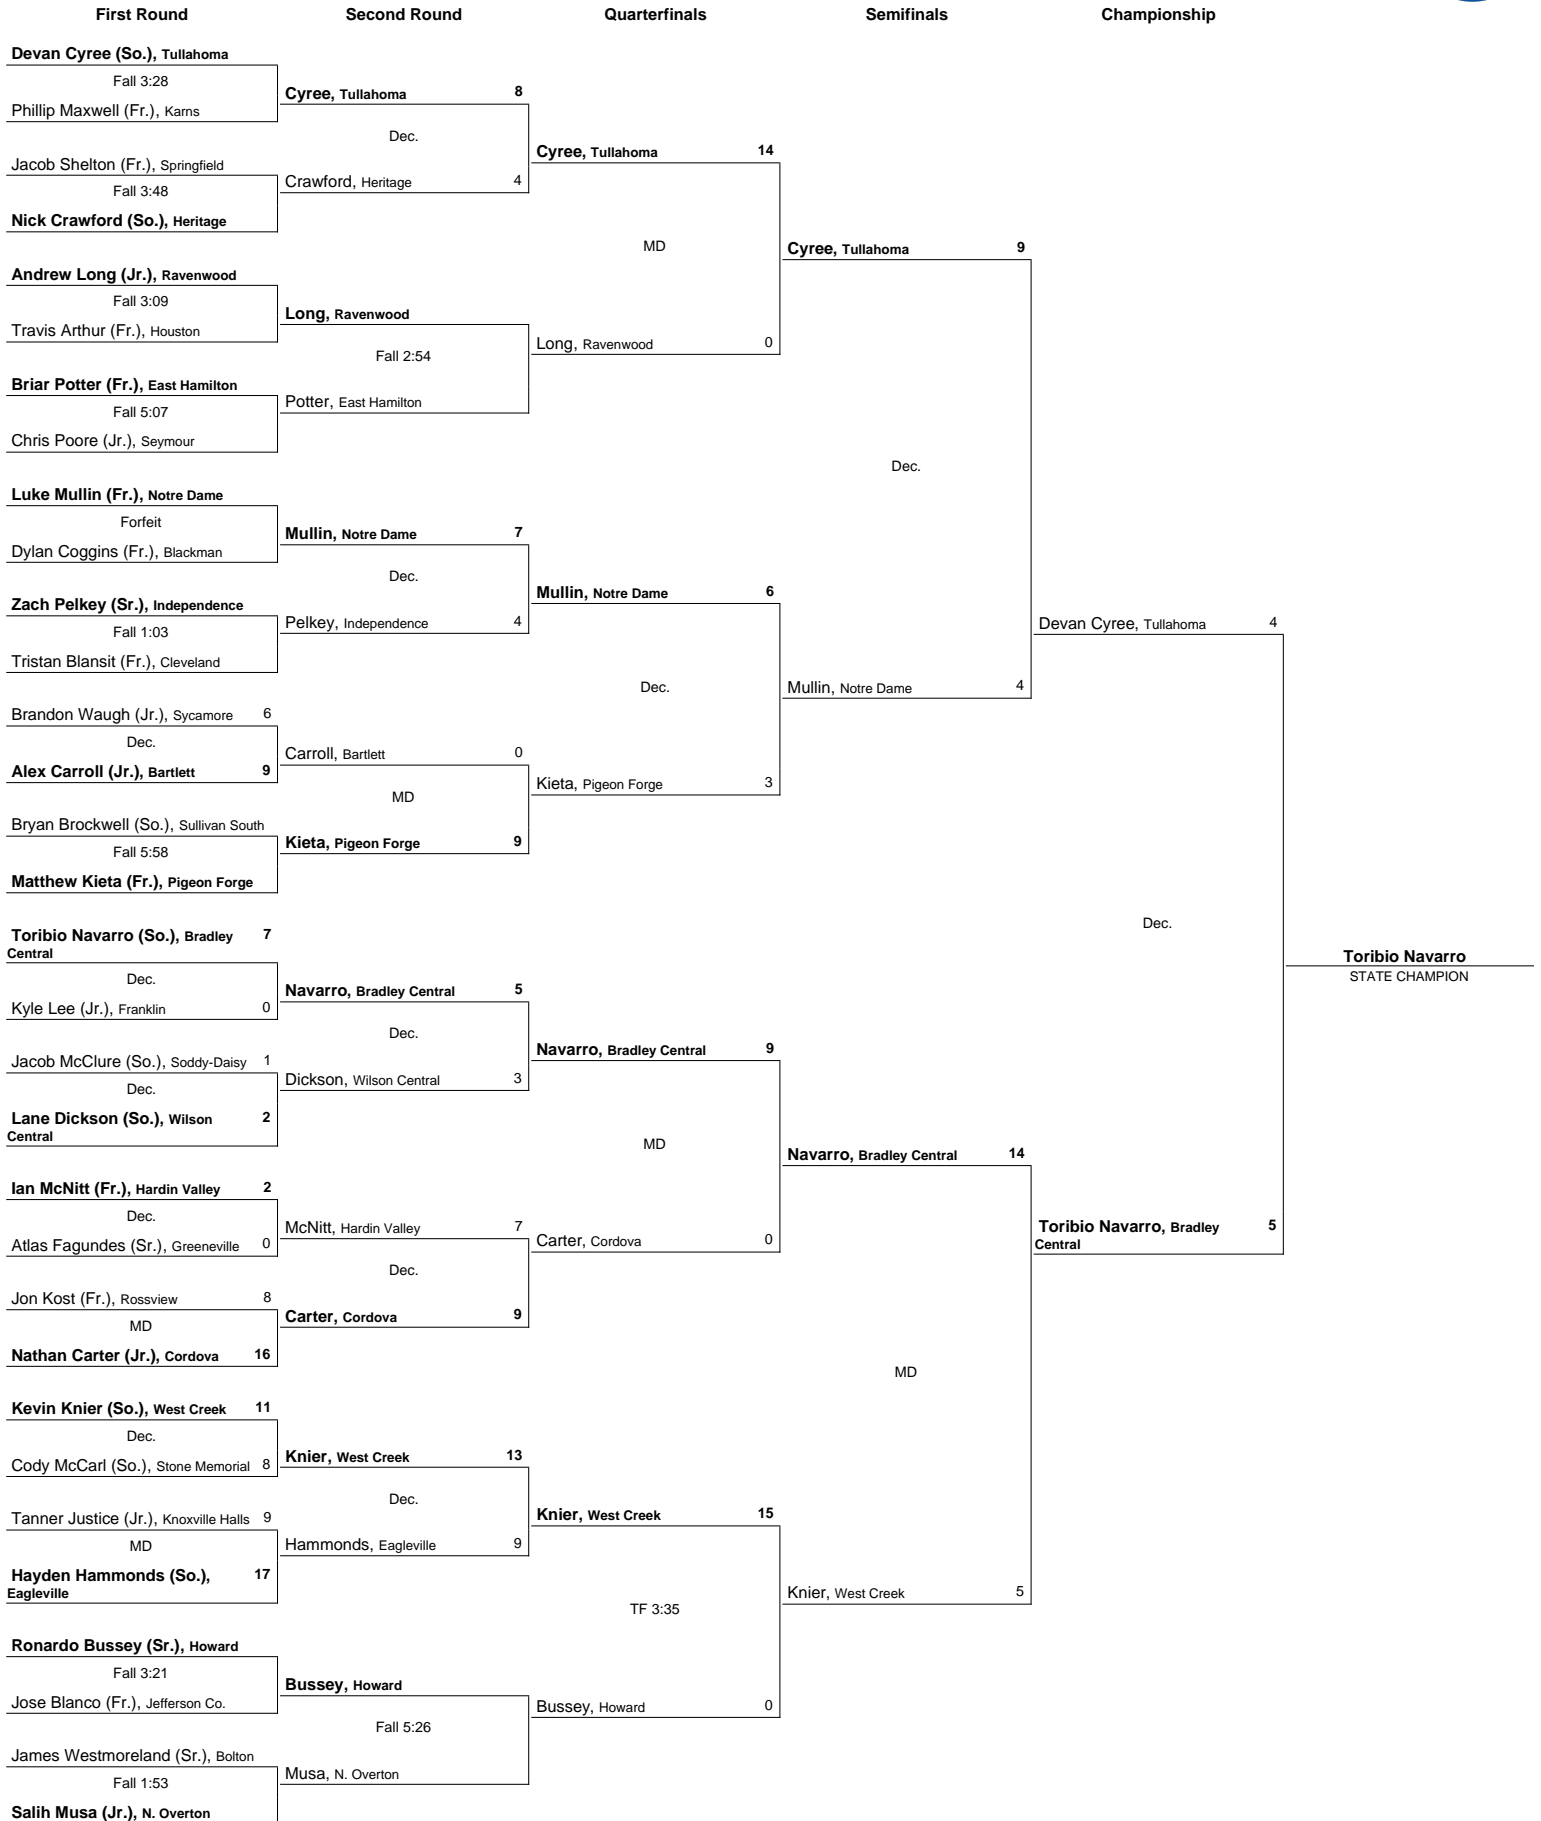 First Round
Second Round
Quarterfinals
Semifinals
Championship
Devan Cyree (So.), Tullahoma
Fall 3:28
Phillip Maxwell (Fr.), Karns
Jacob Shelton (Fr.), Springfield
Fall 3:48
Nick Crawford (So.), Heritage
Andrew Long (Jr.), Ravenwood
Fall 3:09
Travis Arthur (Fr.), Houston
Briar Potter (Fr.), East Hamilton
Fall 5:07
Chris Poore (Jr.), Seymour
Luke Mullin (Fr.), Notre Dame
Forfeit
Dylan Coggins (Fr.), Blackman
Zach Pelkey (Sr.), Independence
Fall 1:03
Tristan Blansit (Fr.), Cleveland
Brandon Waugh (Jr.), Sycamore 6
Dec.
Alex Carroll (Jr.), Bartlett 9
Bryan Brockwell (So.), Sullivan South
Fall 5:58
Matthew Kieta (Fr.), Pigeon Forge
Toribio Navarro (So.), Bradley 7
Central
Dec.
Kyle Lee (Jr.), Franklin 0
Jacob McClure (So.), Soddy-Daisy 1
Dec.
Lane Dickson (So.), Wilson 2
Central
Ian McNitt (Fr.), Hardin Valley 2
Dec.
Atlas Fagundes (Sr.), Greeneville 0
Jon Kost (Fr.), Rossview 8
MD
Nathan Carter (Jr.), Cordova 16
Kevin Knier (So.), West Creek 11
Dec.
Cody McCarl (So.), Stone Memorial 8
Tanner Justice (Jr.), Knoxville Halls 9
MD
Hayden Hammonds (So.), 17
Eagleville
Ronardo Bussey (Sr.), Howard
Fall 3:21
Jose Blanco (Fr.), Jefferson Co.
James Westmoreland (Sr.), Bolton
Fall 1:53
Salih Musa (Jr.), N. Overton
Cyree, Tullahoma 8
Dec.
Crawford, Heritage 4
Long, Ravenwood
Fall 2:54
Potter, East Hamilton
Mullin, Notre Dame 7
Dec.
Pelkey, Independence 4
Carroll, Bartlett 0
MD
Kieta, Pigeon Forge 9
Navarro, Bradley Central 5
Dec.
Dickson, Wilson Central 3
McNitt, Hardin Valley 7
Dec.
Carter, Cordova 9
Knier, West Creek 13
Dec.
Hammonds, Eagleville 9
Bussey, Howard
Fall 5:26
Musa, N. Overton
Cyree, Tullahoma 14
MD
Long, Ravenwood 0
Mullin, Notre Dame 6
Dec.
Kieta, Pigeon Forge 3
Navarro, Bradley Central 9
MD
Carter, Cordova 0
Knier, West Creek 15
TF 3:35
Bussey, Howard 0
Cyree, Tullahoma 9
Dec.
Mullin, Notre Dame 4
Navarro, Bradley Central 14
MD
Knier, West Creek 5
Devan Cyree, Tullahoma 4
Dec.
Toribio Navarro, Bradley 5
Central
Toribio Navarro
STATE CHAMPION